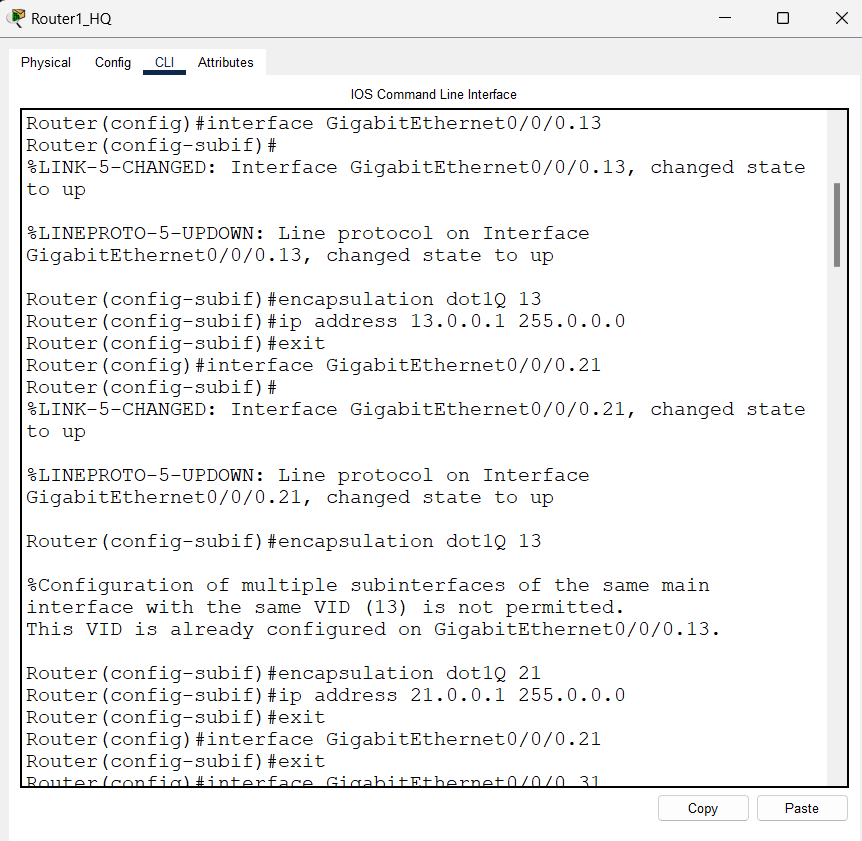 Router1_HQ
Physical Config CLI Attributes
IOS Command Line Interface
Router(config)#interface GigabitEthernet0/0/0.13
Router(config-subif)#
%LINK-5-CHANGED: Interface GigabitEthernet0/0/0.13, changed state
to up
%LINEPROTO-5-UPDOWN: Line protocol on Interface
GigabitEthernet0/0/0.13, changed state to up
Router(config-subif)#encapsulation dot1Q 13
Router(config-subif)#ip address 13.0.0.1 255.0.0.0
Router(config-subif)#exit
Router(config)#interface GigabitEthernet0/0/0.21
Router(config-subif)#
%LINK-5-CHANGED: Interface GigabitEthernet0/0/0.21, changed state
to up
%LINEPROTO-5-UPDOWN: Line protocol on Interface
GigabitEthernet0/0/0.21, changed state to up
Router(config-subif)#encapsulation dot1Q 13
%Configuration of multiple subinterfaces of the same main
interface with the same VID (13) is not permitted.
This VID is already configured on GigabitEthernet0/0/0.13.
Router(config-subif)#encapsulation dot1Q 21
Router(config-subif)#ip address 21.0.0.1 255.0.0.0
Router(config-subif)#exit
Router(config)#interface GigabitEthernet0/0/0.21
Router(config-subif)#exit
Router(config)#interface GigabitEthernet0/0/0.31
Copy Paste